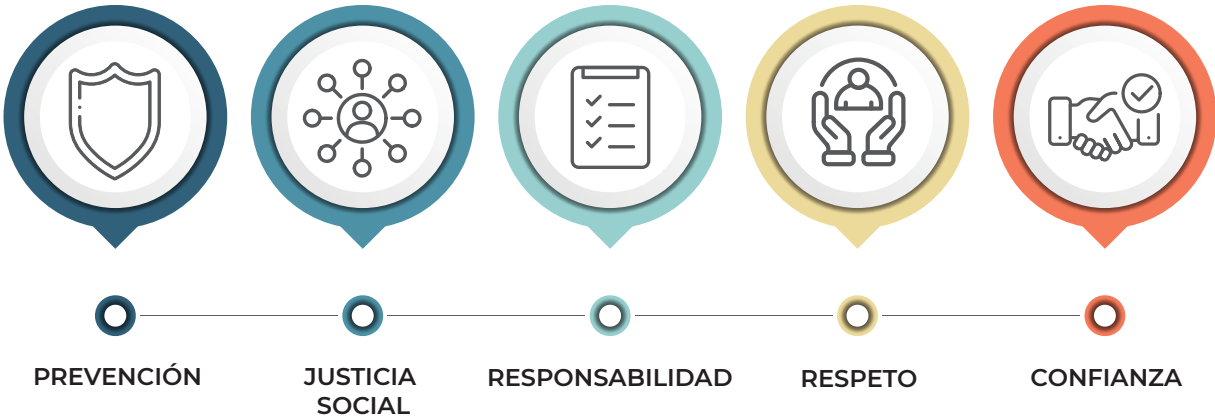 PREVENCIÓN
JUSTICIA
SOCIAL
RESPONSABILIDAD
RESPETO
CONFIANZA